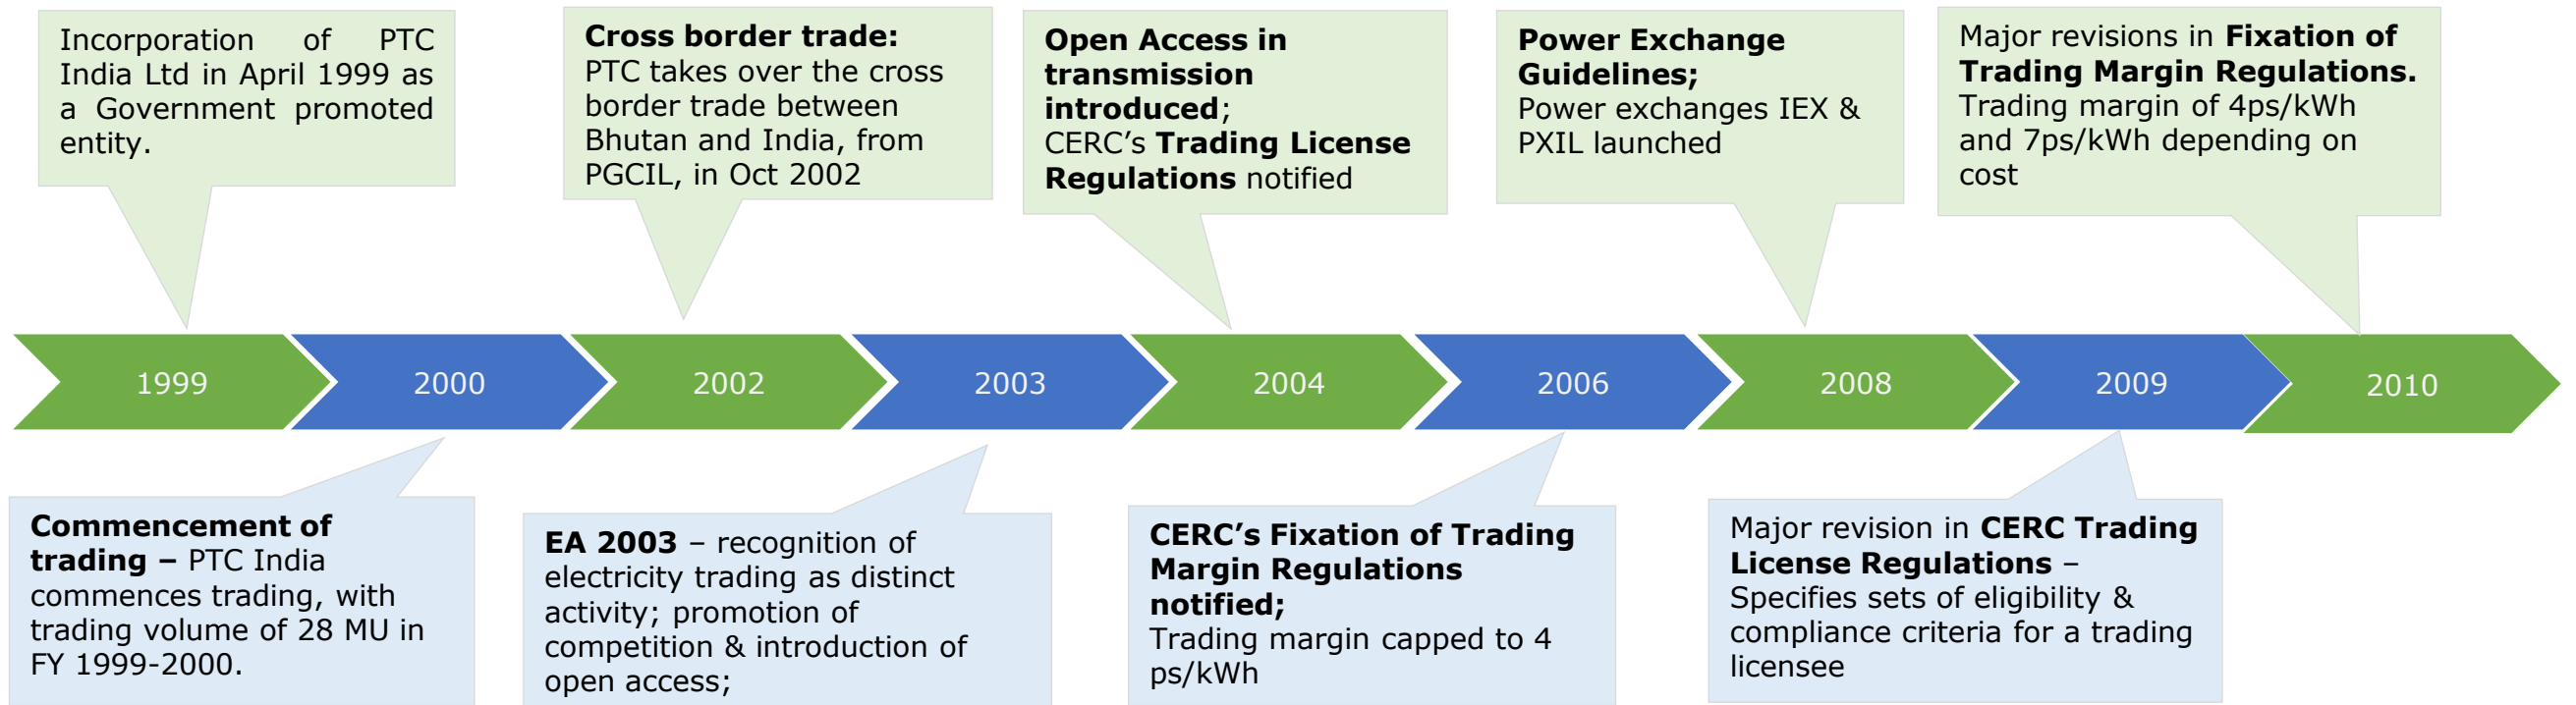 Incorporation of PTC
India Ltd in April 1999 as
a Government promoted
entity.
Cross border trade:
PTC takes over the cross
border trade between
Bhutan and India, from
PGCIL, in Oct 2002
Open Access in
transmission
introduced;
CERC’s Trading License
Regulations notified
Power Exchange
Guidelines;
Power exchanges IEX &
PXIL launched
Major revisions in Fixation of
Trading Margin Regulations.
Trading margin of 4ps/kWh
and 7ps/kWh depending on
cost
1999
2000
2002
2003
2004
2006
2008
2009
2010
Commencement of
trading – PTC India
commences trading, with
trading volume of 28 MU in
FY 1999-2000.
EA 2003 – recognition of
electricity trading as distinct
activity; promotion of
competition & introduction of
open access;
CERC’s Fixation of Trading
Margin Regulations
notified;
Trading margin capped to 4
ps/kWh
Major revision in CERC Trading
License Regulations –
Specifies sets of eligibility &
compliance criteria for a trading
licensee